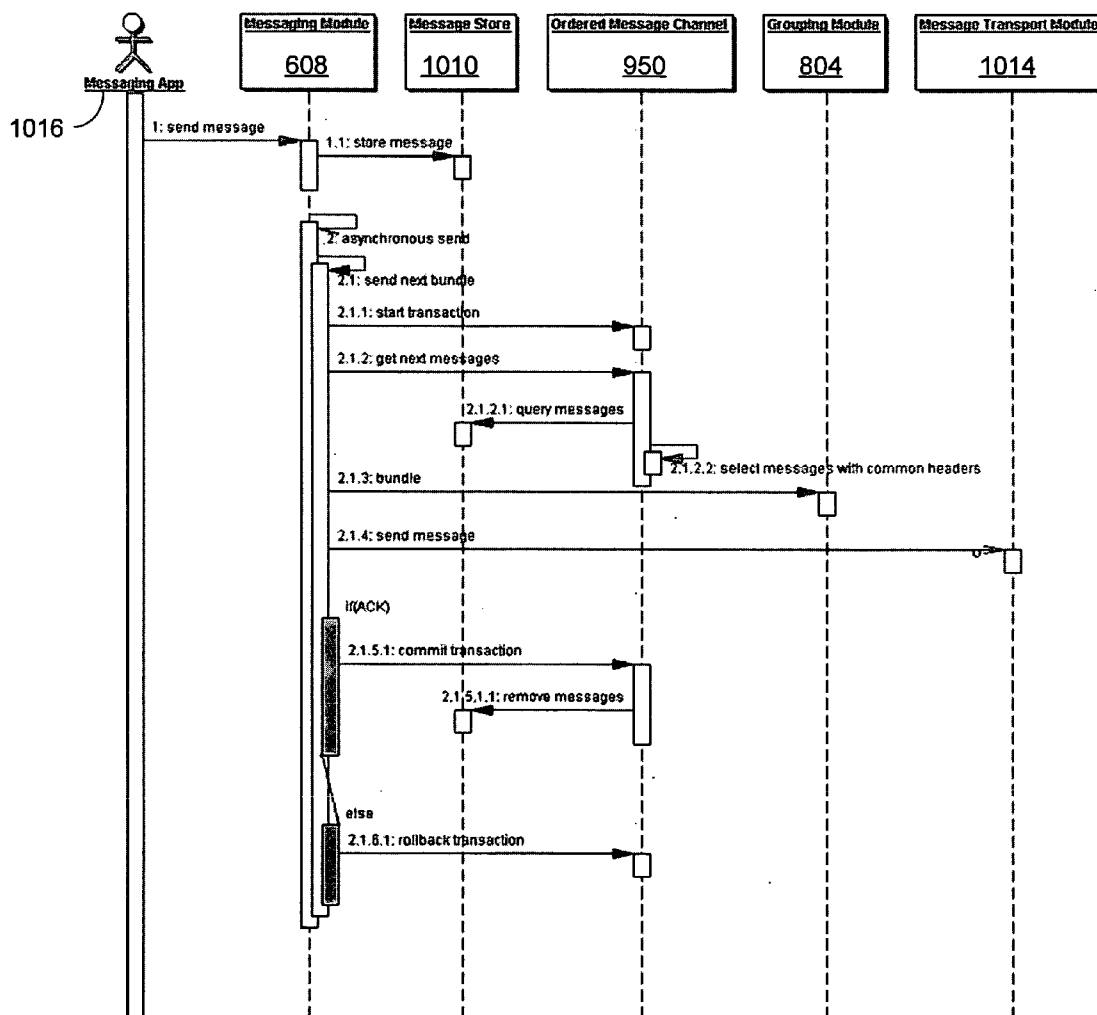 Messaging Module
Message Store
Ordered Message Channel
Grouping Module
Message Transport Module
608
1010
950
804
1014
Messaging App
1016
1: send message
1.1: store message
2: asynchronous send
2.1: send next bundle
2.1.1: start transaction
2.1.2: get next messages
2.1.2.1: query messages
2.1.2.2: select messages with common headers
2.1.3: bundle
2.1.4: send message
if(ACK)
2.1.5.1: commit transaction
2.1.5.1.1: remove messages
else
2.1.6.1: rollback transaction